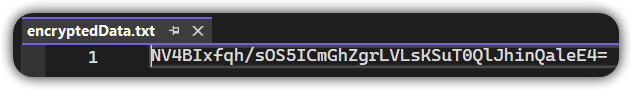 encryptedData.txt
1 NV4BIxfqh/sOS5ICmGhZgrLVLsKSuT0QlJhinQaleE4=